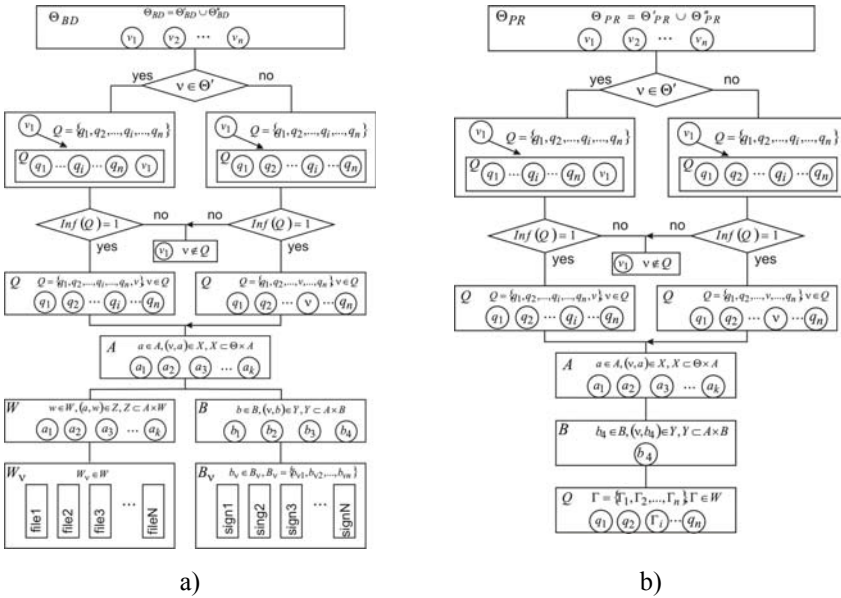 Θ_BD Θ_BD = Θ'_BD ∪ Θ''_BD
v₁ v₂ ⋯ vₙ
yes no
v ∈ Θ'
v₁ Q = {q₁, q₂,..., qᵢ,..., qₙ}
Q q₁ ⋯ qᵢ ⋯ qₙ v₁
v₁ Q = {q₁, q₂,..., qᵢ,..., qₙ}
Q q₁ q₂ ⋯ qᵢ ⋯ qₙ
Inf(Q) = 1 no no Inf(Q) = 1
yes v₁ v ∉ Q yes
Q Q = {q₁, q₂,..., qᵢ,..., qₙ, v} v ∈ Q
q₁ q₂ ⋯ qᵢ ⋯ qₙ
Q Q = {q₁, q₂,..., v,..., qₙ} v ∈ Q
q₁ q₂ ⋯ v ⋯ qₙ
A a ∈ A, (v, a) ∈ X, X ⊂ Θ × A
a₁ a₂ a₃ ⋯ aₖ
W w ∈ W, (a, w) ∈ Z, Z ⊂ A × W
a₁ a₂ a₃ ⋯ aₖ
B b ∈ B, (v, b) ∈ Y, Y ⊂ A × B
b₁ b₂ b₃ b₄
W_v W_v ∈ W
file1 file2 file3 ⋯ fileN
B_v b_v ∈ B_v, B_v = {b_v1, b_v2,..., b_vn}
sign1 sing2 sign3 ⋯ signN
a)
Θ_PR Θ_PR = Θ'_PR ∪ Θ''_PR
v₁ v₂ ⋯ vₙ
yes no
v ∈ Θ'
v₁ Q = {q₁, q₂,..., qᵢ,..., qₙ}
Q q₁ ⋯ qᵢ ⋯ qₙ v₁
v₁ Q = {q₁, q₂,..., qᵢ,..., qₙ}
Q q₁ q₂ ⋯ qᵢ ⋯ qₙ
Inf(Q) = 1 no no Inf(Q) = 1
yes v₁ v ∉ Q yes
Q Q = {q₁, q₂,..., qᵢ,..., qₙ, v} v ∈ Q
q₁ q₂ ⋯ qᵢ ⋯ qₙ
Q Q = {q₁, q₂,..., v,..., qₙ} v ∈ Q
q₁ q₂ ⋯ v ⋯ qₙ
A a ∈ A, (v, a) ∈ X, X ⊂ Θ × A
a₁ a₂ a₃ ⋯ aₖ
B b₄ ∈ B, (v, b₄) ∈ Y, Y ⊂ A × B
b₄
Q Γ = {Γ₁, Γ₂,..., Γₙ}, Γ ∈ W
q₁ q₂ Γᵢ ⋯ qₙ
b)